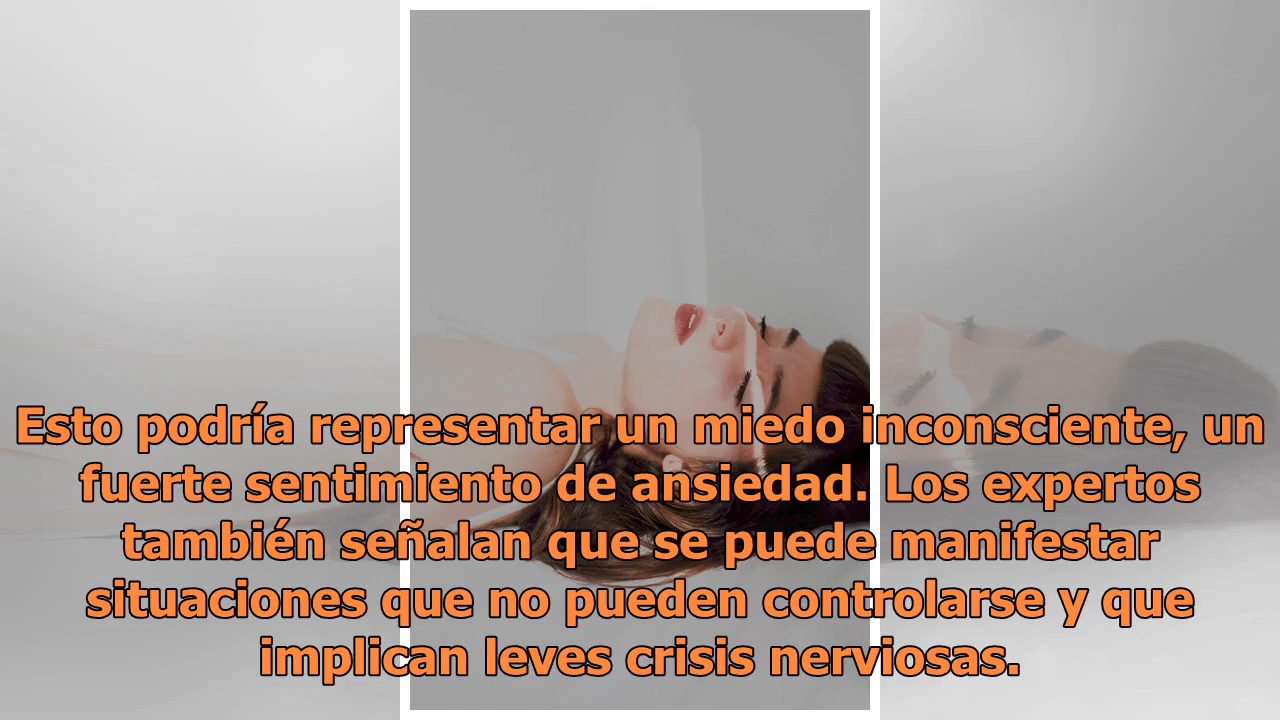 Esto podría representar un miedo inconsciente, un
fuerte sentimiento de ansiedad. Los expertos
también señalan que se puede manifestar
situaciones que no pueden controlarse y que
implican leves crisis nerviosas.